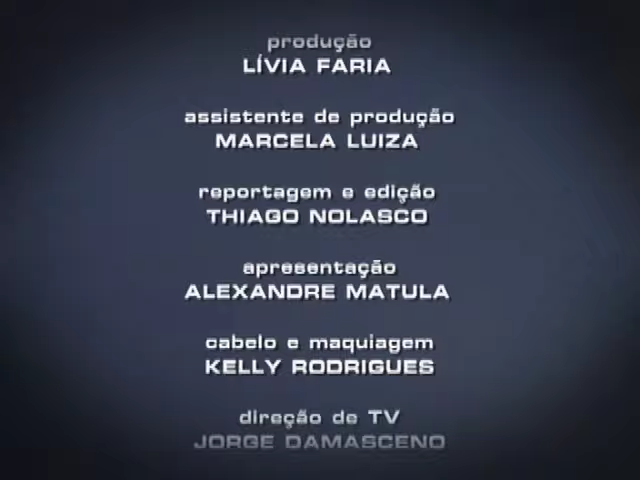 produção
LÍVIA FARIA
assistente de produção
MARCELA LUIZA
reportagem e edição
THIAGO NOLASCO
apresentação
ALEXANDRE MATULA
cabelo e maquiagem
KELLY RODRIGUES
direção de TV
JORGE DAMASCENO